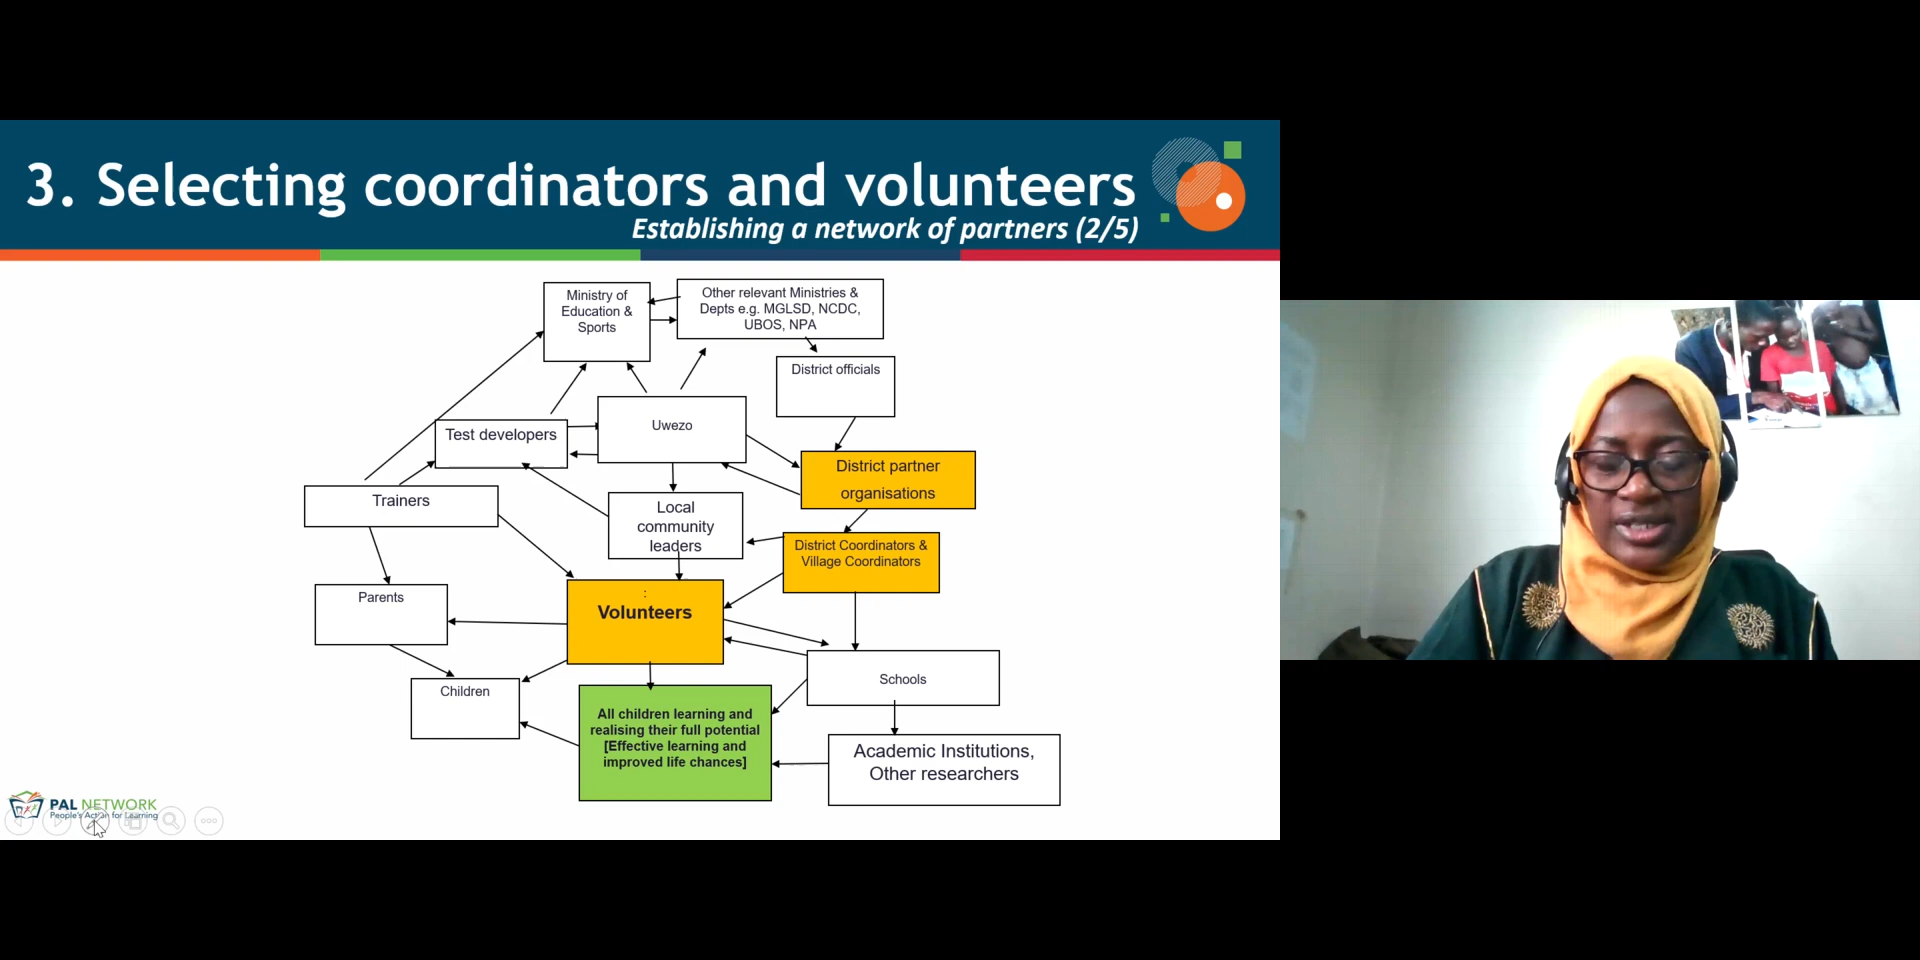 3. Selecting coordinators and volunteers
Establishing a network of partners (2/5)
Ministry of
Education &
Sports
Other relevant Ministries &
Depts e.g. MGLSD, NCDC,
UBOS, NPA
District officials
Test developers
Uwezo
District partner
organisations
Trainers
Local
community
leaders
District Coordinators &
Village Coordinators
Parents
:
Volunteers
Schools
Children
All children learning and
realising their full potential
[Effective learning and
improved life chances]
Academic Institutions,
Other researchers
PAL NETWORK
People's Action for Learning